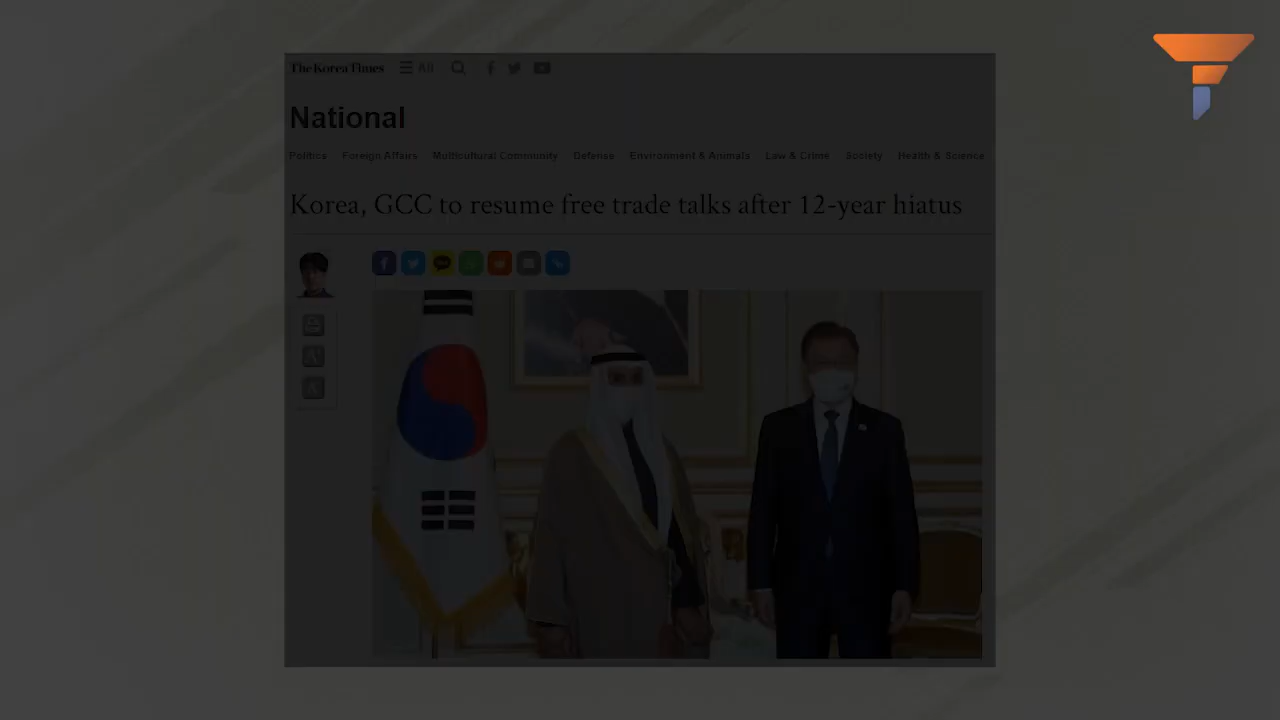 The Korea Times All
National
Politics Foreign Affairs Multicultural Community Defense Environment & Animals Law & Crime Society Health & Science
Korea, GCC to resume free trade talks after 12-year hiatus